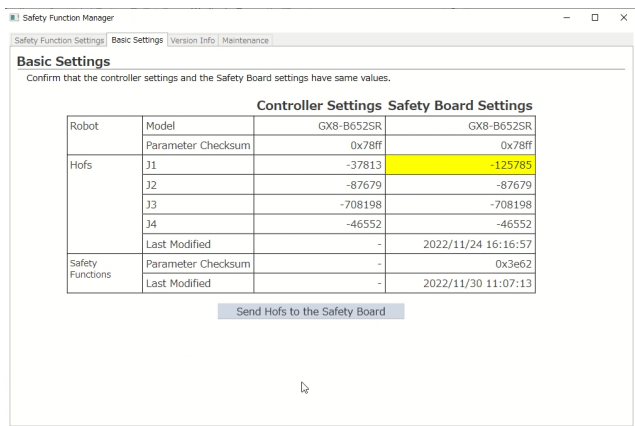 Safety Function Manager
Safety Function Settings Basic Settings Version Info Maintenance
Basic Settings
Confirm that the controller settings and the Safety Board settings have same values.
Controller Settings Safety Board Settings
Robot Model GX8-B652SR GX8-B652SR
Parameter Checksum 0x78ff 0x78ff
Hofs J1 -37813 -125785
J2 -87679 -87679
J3 -708198 -708198
J4 -46552 -46552
Last Modified - 2022/11/24 16:16:57
Safety Functions Parameter Checksum - 0x3e62
Last Modified - 2022/11/30 11:07:13
Send Hofs to the Safety Board